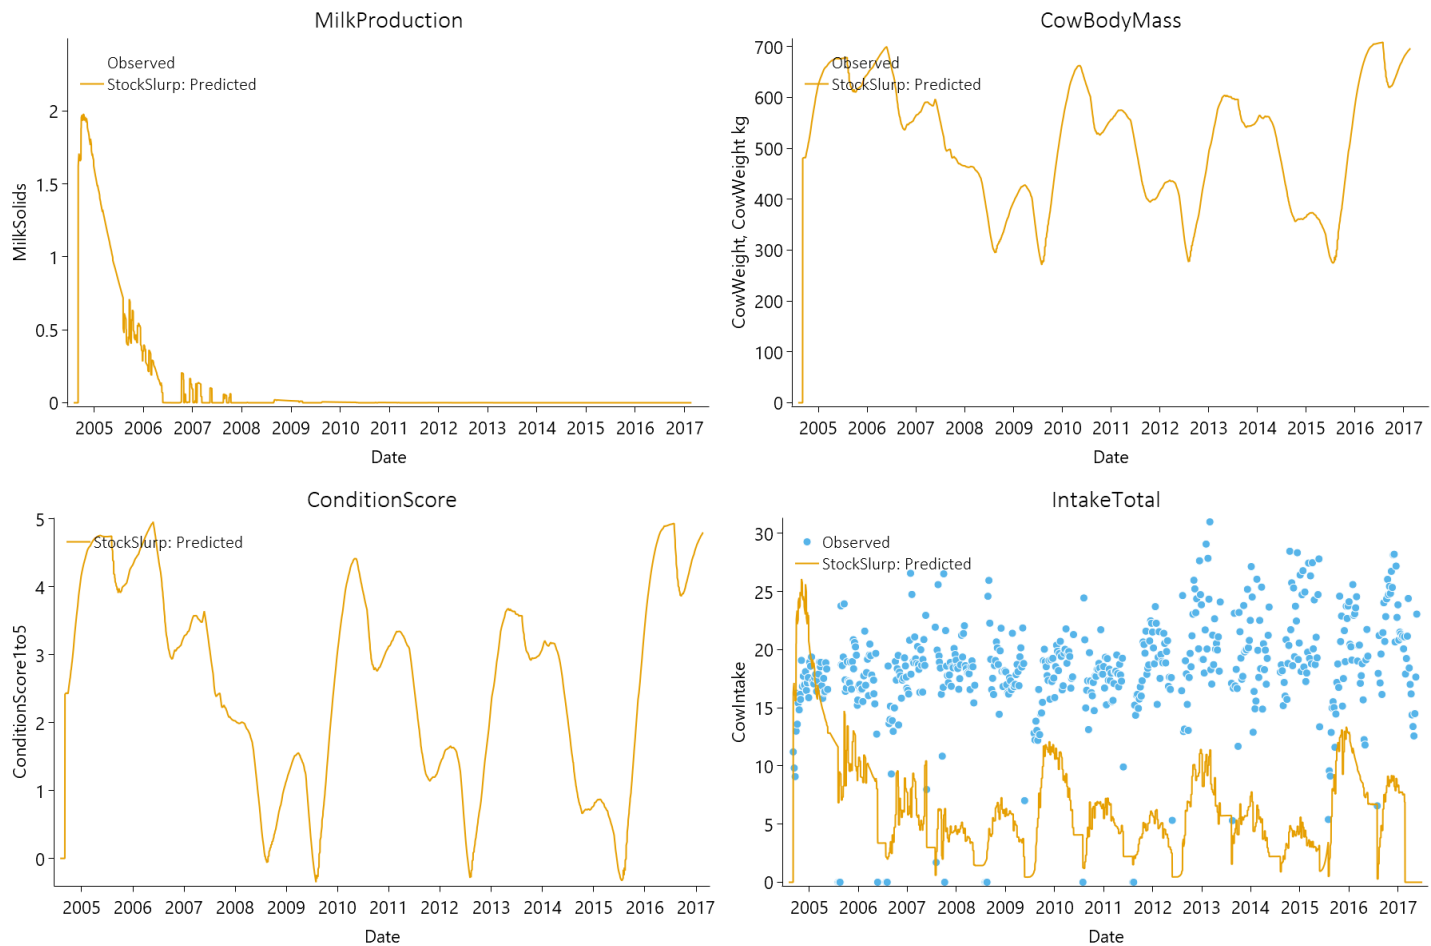 MilkProduction
Observed
StockSlurp: Predicted
2
1.5
1
0.5
0
MilkSolids
2005 2006 2007 2008 2009 2010 2011 2012 2013 2014 2015 2016 2017
Date
CowBodyMass
Observed
StockSlurp: Predicted
700
600
500
400
300
200
100
0
CowWeight, CowWeight kg
2005 2006 2007 2008 2009 2010 2011 2012 2013 2014 2015 2016 2017
Date
ConditionScore
StockSlurp: Predicted
5
4
3
2
1
0
ConditionScore1to5
2005 2006 2007 2008 2009 2010 2011 2012 2013 2014 2015 2016 2017
Date
IntakeTotal
Observed
StockSlurp: Predicted
30
25
20
15
10
5
0
CowIntake
2005 2006 2007 2008 2009 2010 2011 2012 2013 2014 2015 2016 2017
Date